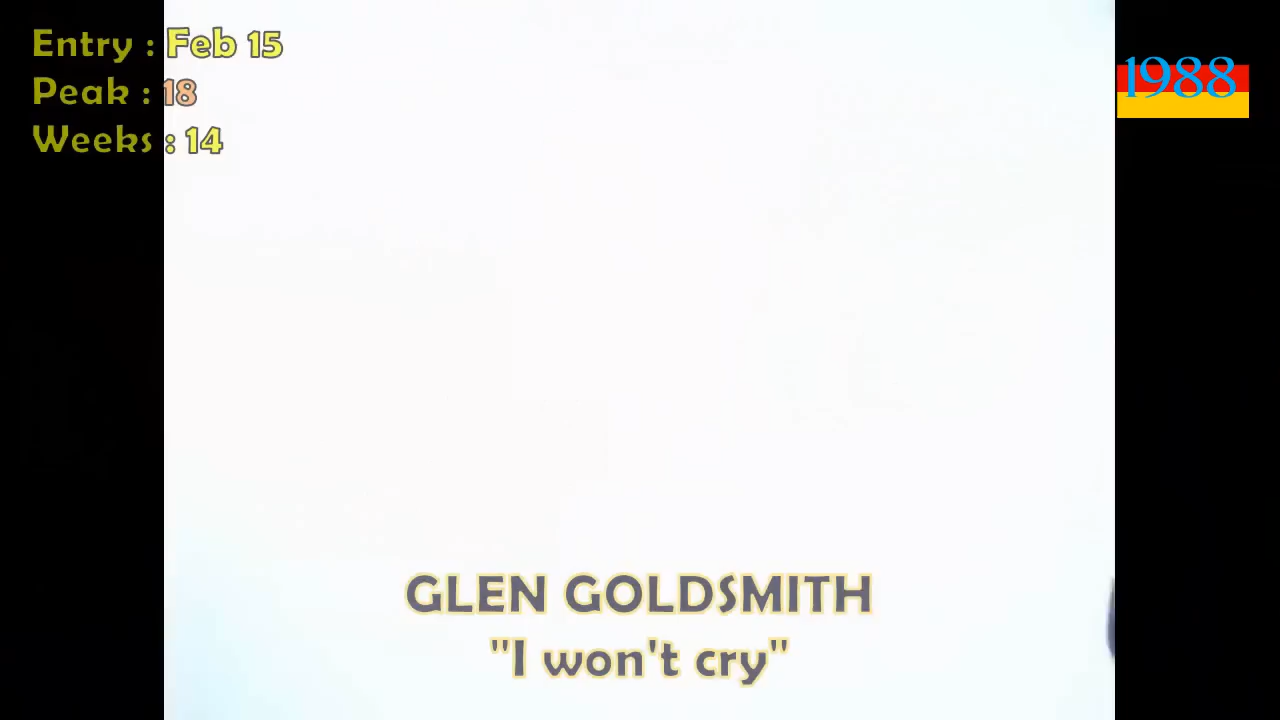 Entry : Feb 15
Peak : 18
Weeks : 14
1988
GLEN GOLDSMITH
"I won't cry"